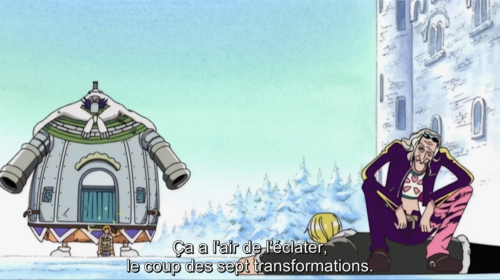 Ça a l'air de l'éclater,
le coup des sept transformations.